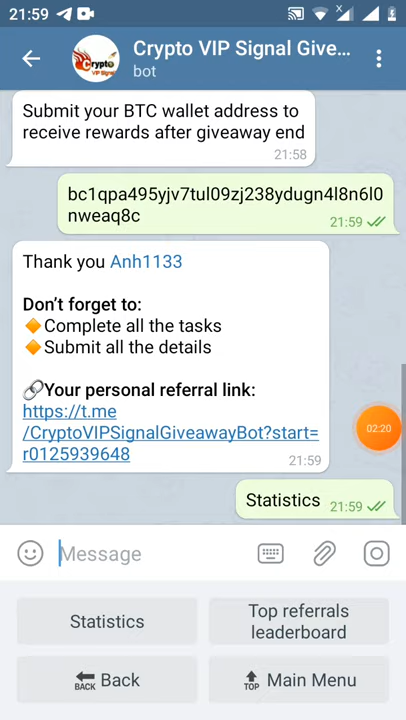 21:59
Crypto VIP Signal Give...
bot
Crypto
VIP Signal
Submit your BTC wallet address to
receive rewards after giveaway end
21:58
bc1qpa495yjv7tul09zj238ydugn4l8n6l0
nweaq8c
21:59
Thank you Anh1133
Don't forget to:
🔶Complete all the tasks
🔶Submit all the details
🔗Your personal referral link:
https://t.me
/CryptoVIPSignalGiveawayBot?start=
r0125939648
21:59
02:20
Statistics
21:59
Message
Statistics
Top referrals
leaderboard
BACK Back
TOP Main Menu